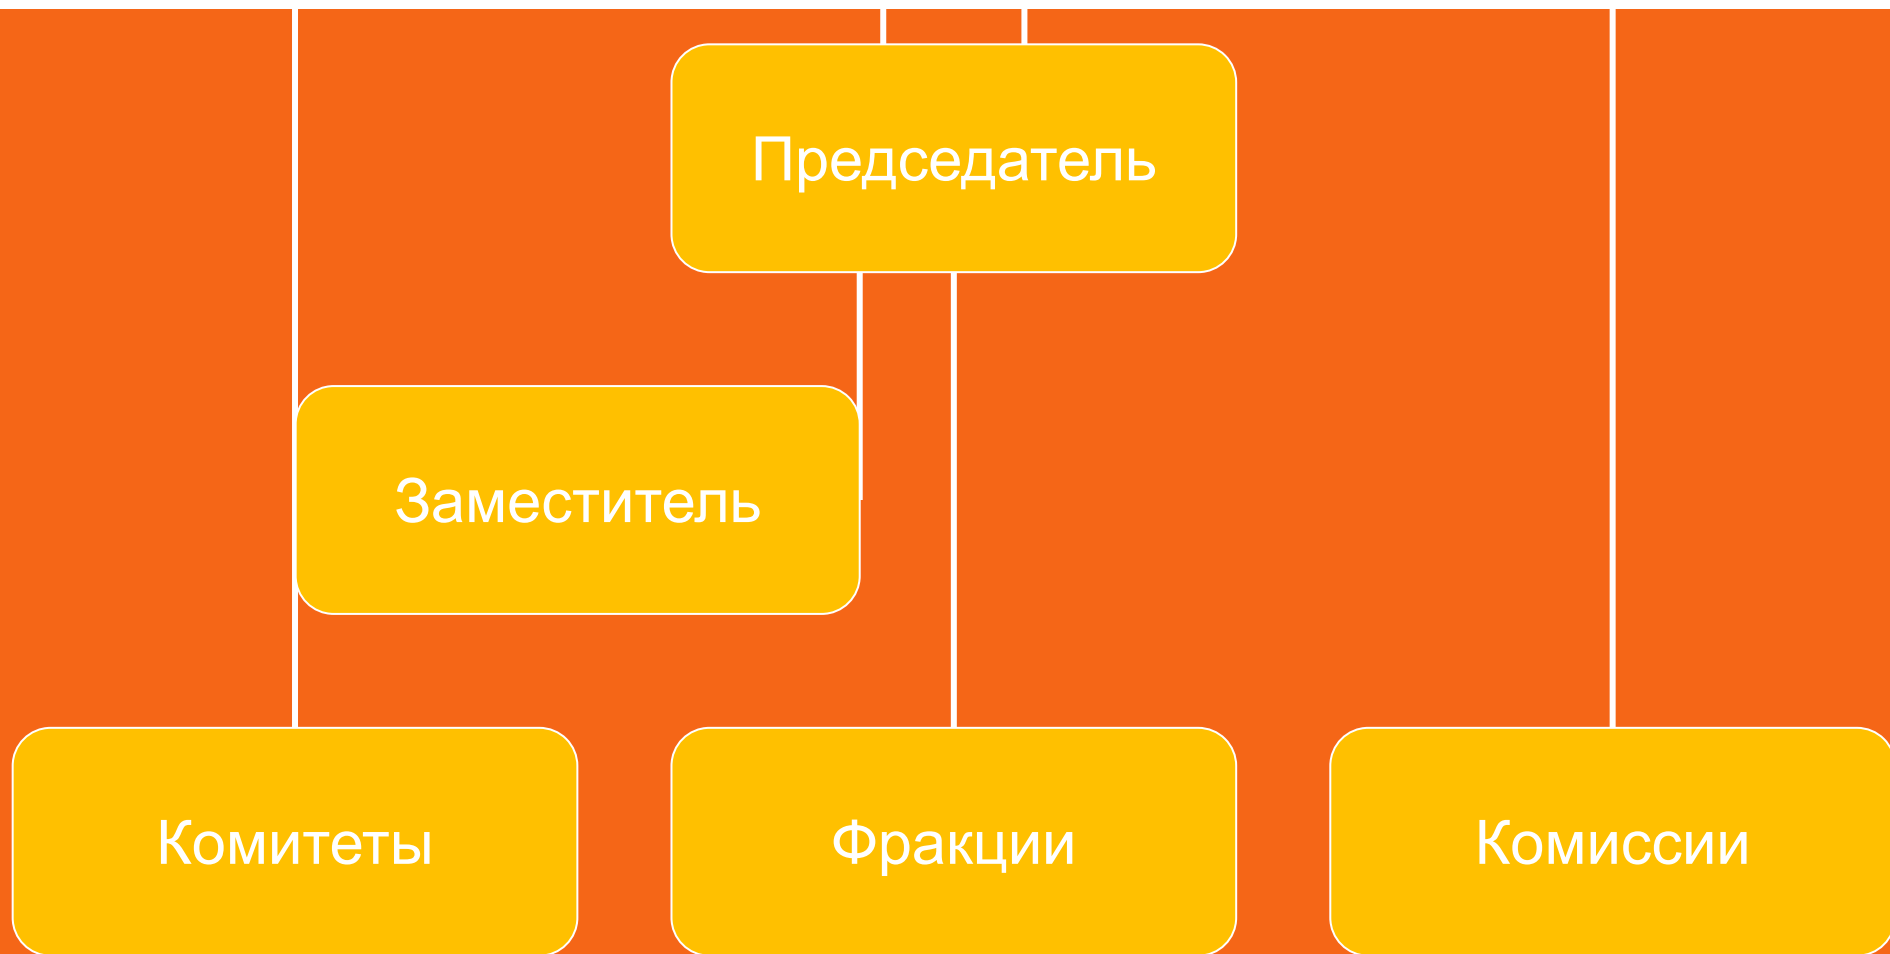 Председатель
Заместитель
Комитеты
Фракции
Комиссии